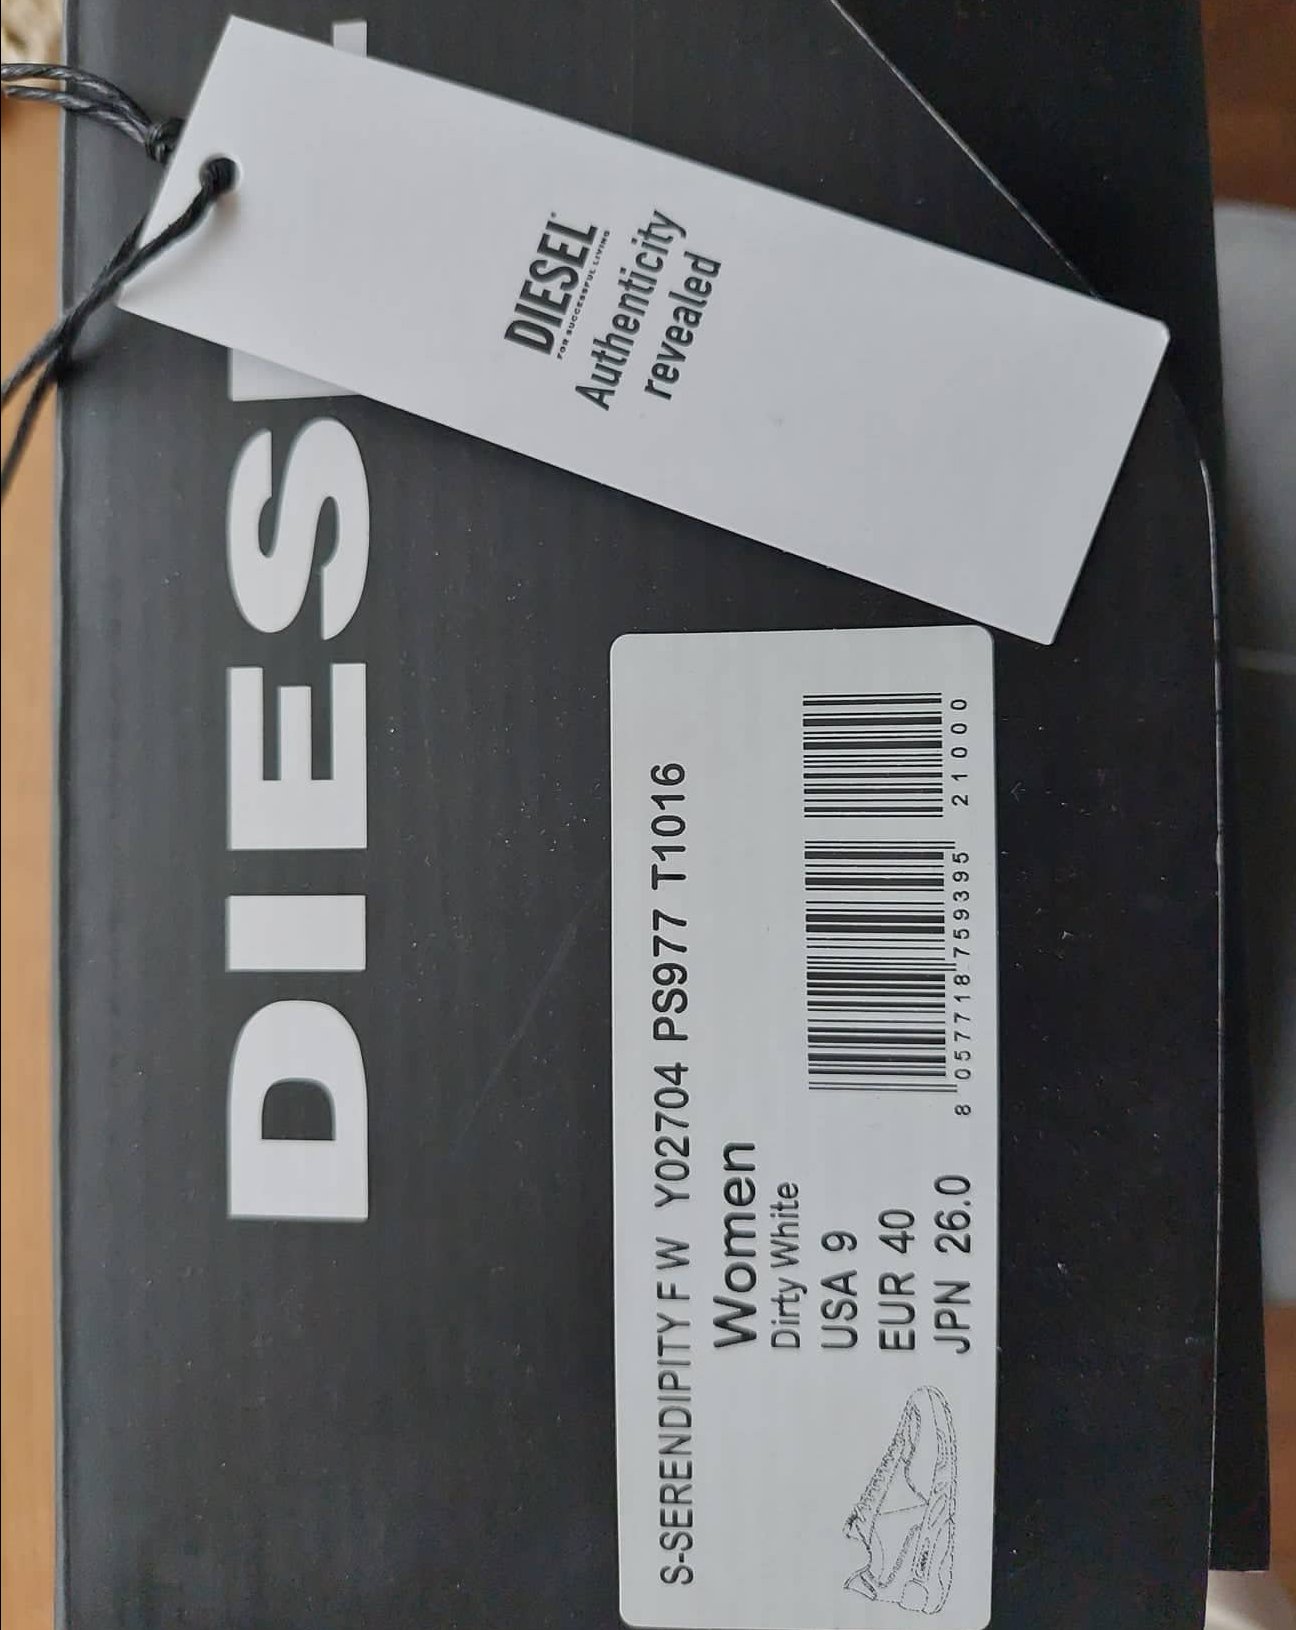 DIESEL
DIESEL
FOR SUCCESSFUL LIVING
Authenticity
revealed
S-SERENDIPITY F W Y02704 PS977 T1016
Women
Dirty White
USA 9
EUR 40
JPN 26.0
8 057718 759395 21000